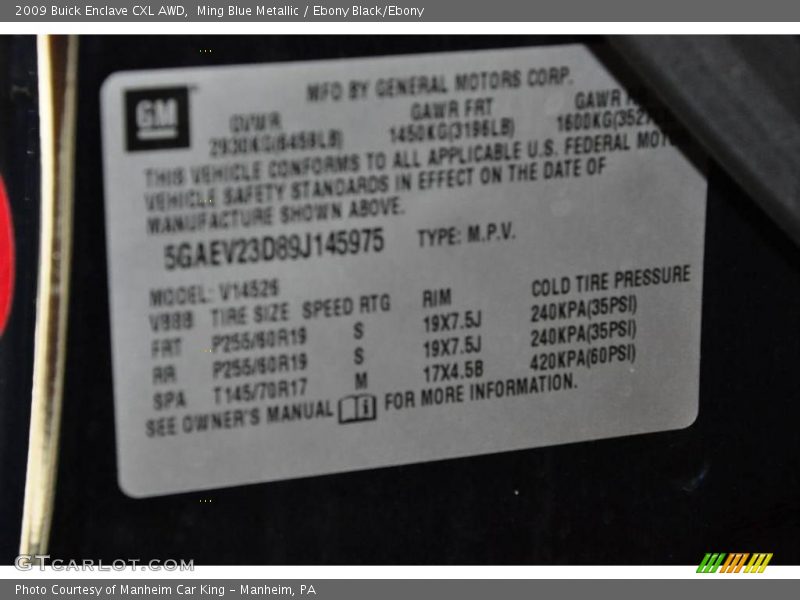 2009 Buick Enclave CXL AWD,  Ming Blue Metallic / Ebony Black/Ebony
GM
MFD BY GENERAL MOTORS CORP.
GVWR GAWR FRT GAWR
2930KG(6459LB) 1450KG(3196LB) 1600KG(3527
THIS VEHICLE CONFORMS TO ALL APPLICABLE U.S. FEDERAL
VEHICLE SAFETY STANDARDS IN EFFECT ON THE DATE OF
MANUFACTURE SHOWN ABOVE.
5GAEV23D89J145975 TYPE: M.P.V.
MODEL: V14526
TIRE SIZE SPEED RTG RIM COLD TIRE PRESSURE
FRT P255/60R19 S 19X7.5J 240KPA(35PSI)
RR P255/60R19 S 19X7.5J 240KPA(35PSI)
SPA T145/70R17 M 17X4.5B 420KPA(60PSI)
SEE OWNER'S MANUAL FOR MORE INFORMATION.
GTCARLOT.COM
Photo Courtesy of Manheim Car King - Manheim, PA